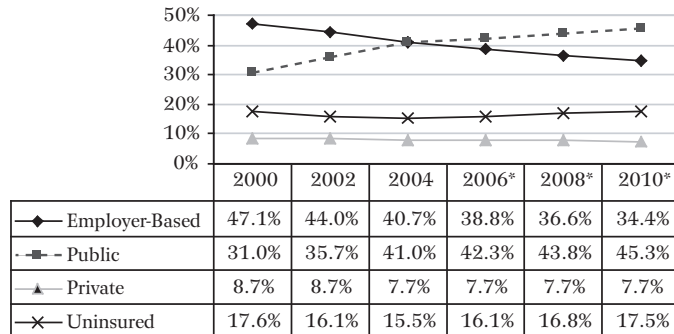 50%
40%
30%
20%
10%
0%
2000 2002 2004 2006* 2008* 2010*
Employer-Based 47.1% 44.0% 40.7% 38.8% 36.6% 34.4%
Public 31.0% 35.7% 41.0% 42.3% 43.8% 45.3%
Private 8.7% 8.7% 7.7% 7.7% 7.7% 7.7%
Uninsured 17.6% 16.1% 15.5% 16.1% 16.8% 17.5%